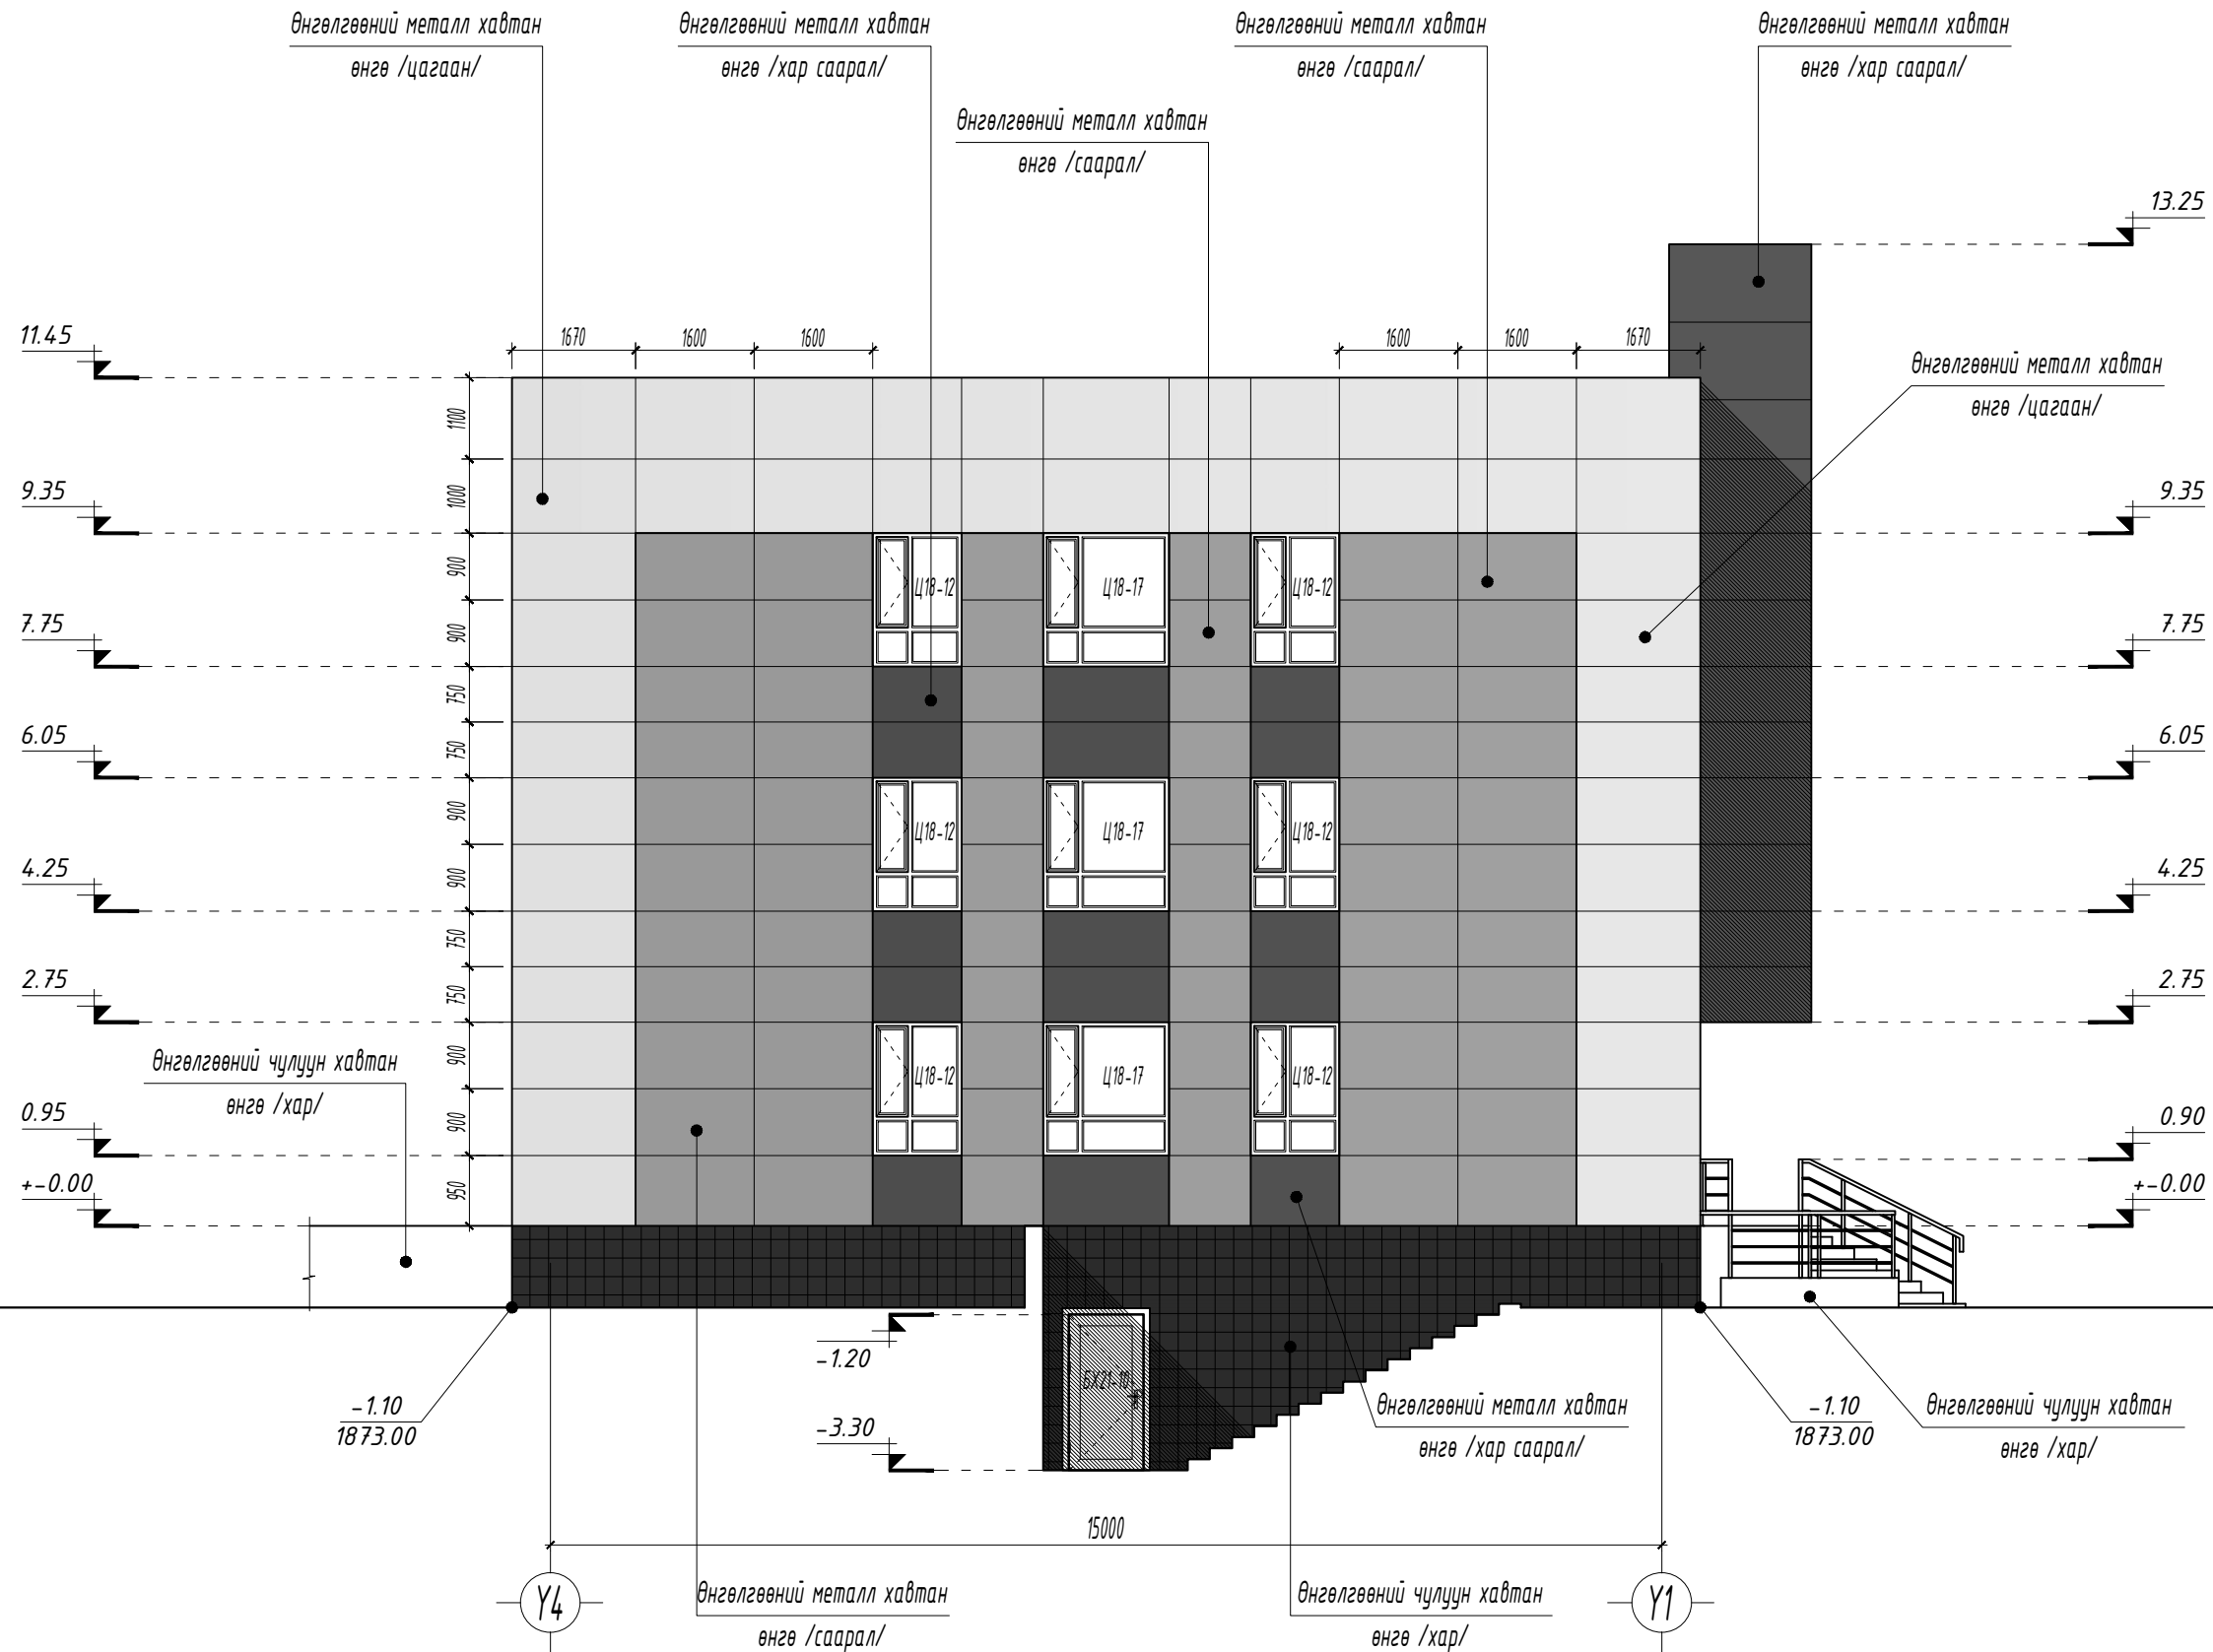 Өнгөлгөөний металл хавтан
өнгө /цагаан/
Өнгөлгөөний металл хавтан
өнгө /хар саарал/
Өнгөлгөөний металл хавтан
өнгө /саарал/
Өнгөлгөөний металл хавтан
өнгө /хар саарал/
Өнгөлгөөний металл хавтан
өнгө /саарал/
13.25
11.45
1670
1600
1600
1600
1600
1670
Өнгөлгөөний металл хавтан
өнгө /цагаан/
1100
1000
9.35
9.35
900
Ц18-12
Ц18-17
Ц18-12
900
7.75
7.75
750
750
6.05
6.05
900
Ц18-12
Ц18-17
Ц18-12
900
4.25
4.25
750
750
2.75
2.75
900
Ц18-12
Ц18-17
Ц18-12
900
Өнгөлгөөний чулуун хавтан
өнгө /хар/
0.95
0.90
950
+-0.00
+-0.00
-1.20
БХ21-10
-3.30
-1.10
1873.00
Өнгөлгөөний металл хавтан
өнгө /хар саарал/
-1.10
1873.00
Өнгөлгөөний чулуун хавтан
өнгө /хар/
15000
Y4
Өнгөлгөөний металл хавтан
өнгө /саарал/
Өнгөлгөөний чулуун хавтан
өнгө /хар/
Y1